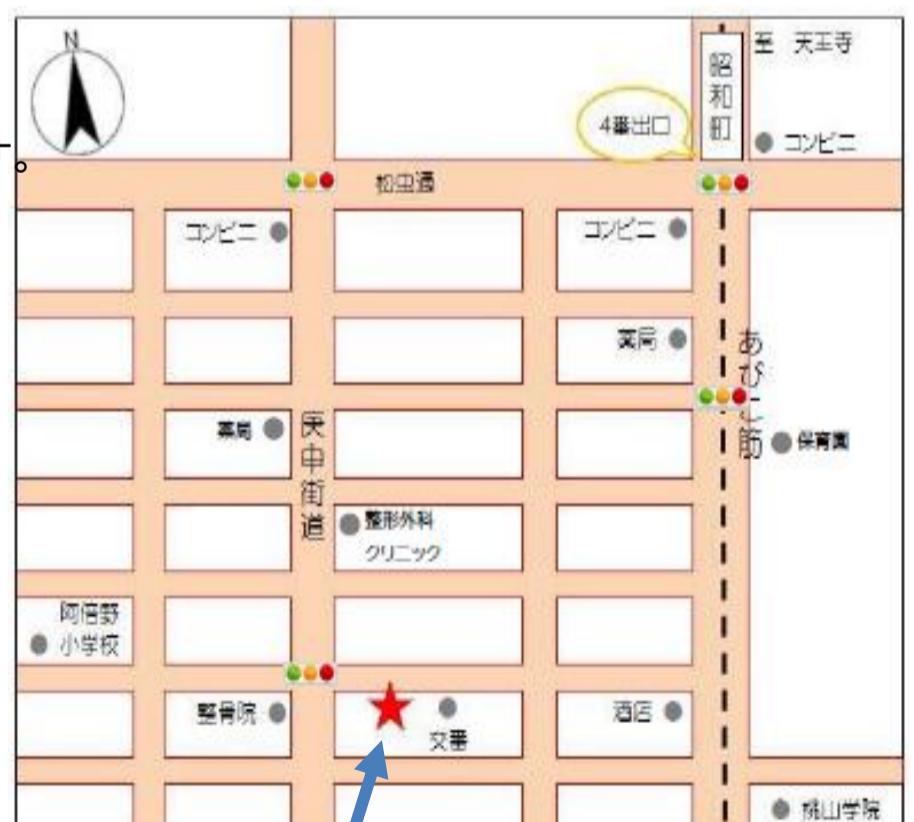 N
至 天王寺
昭和町
4番出口
コンビニ
松虫通
コンビニ
コンビニ
薬局
あびこ筋
薬局
天中街道
保育園
整形外科
クリニック
阿倍野
小学校
整骨院
交番
酒店
桃山学院